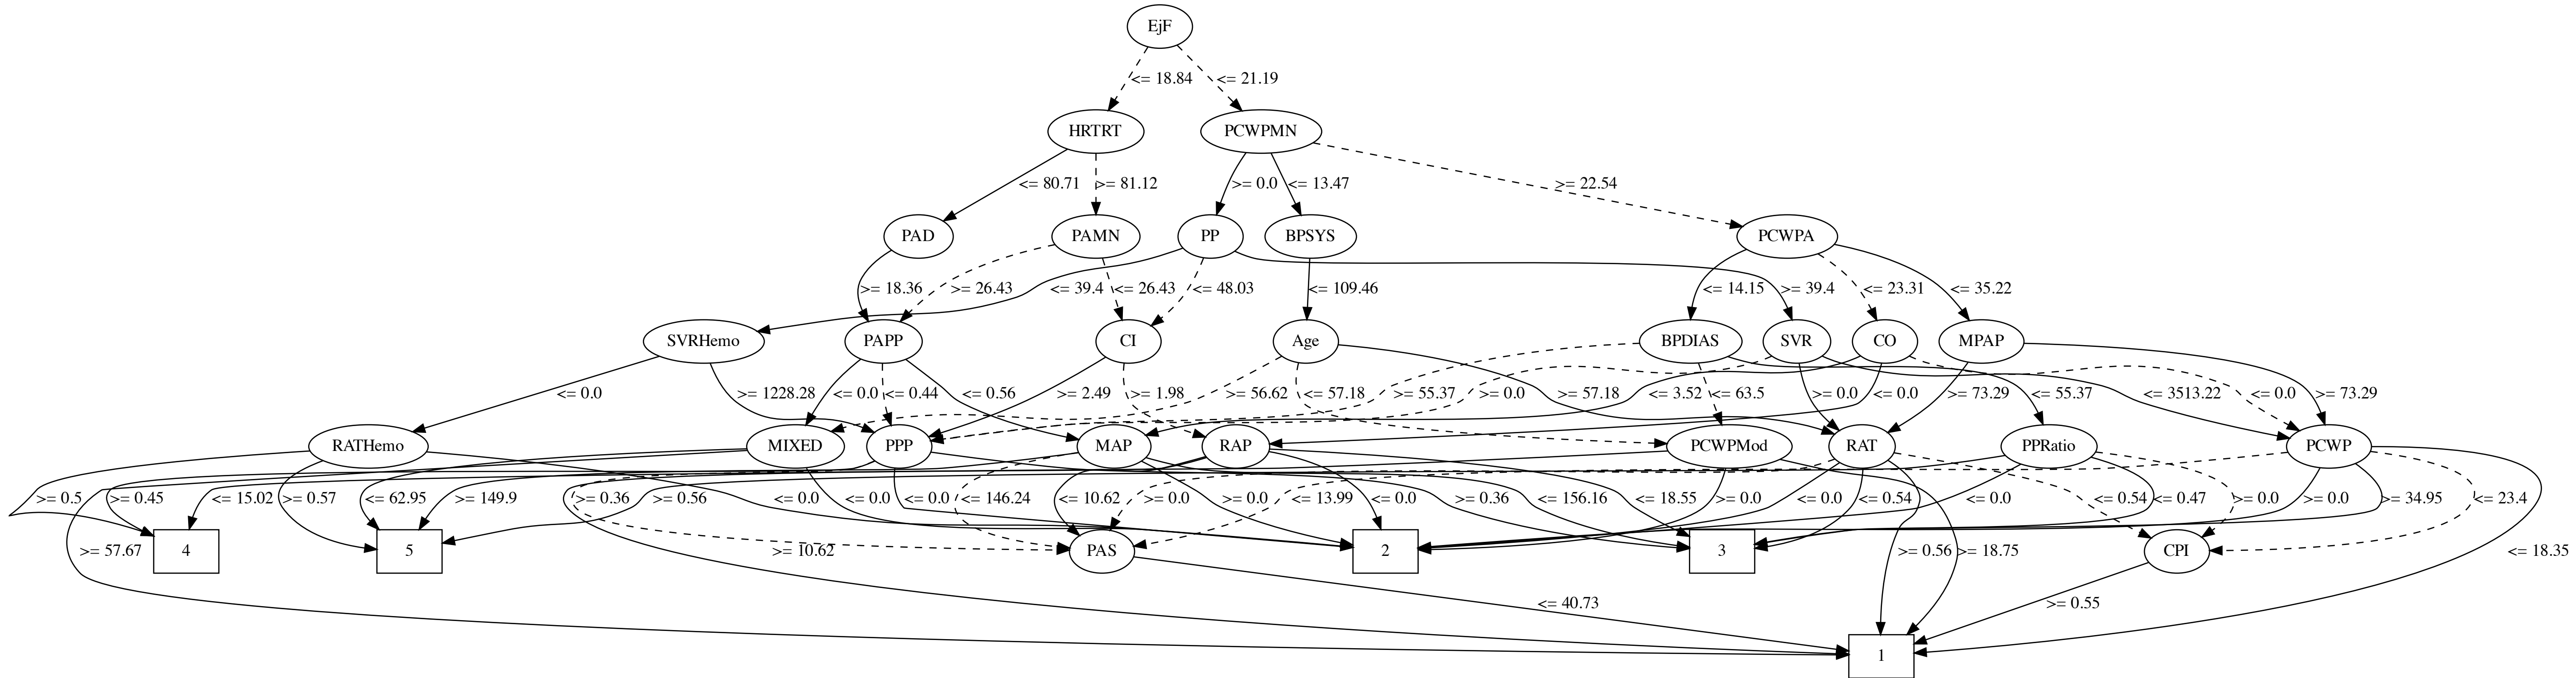 EjF
<= 18.84
<= 21.19
HRTRT
PCWPMN
<= 80.71
>= 81.12
>= 0.0
<= 13.47
>= 22.54
PAD
PAMN
PP
BPSYS
PCWPA
>= 18.36
>= 26.43
<= 39.4
<= 26.43
<= 48.03
<= 109.46
<= 14.15
>= 39.4
<= 23.31
<= 35.22
SVRHemo
PAPP
CI
Age
BPDIAS
SVR
CO
MPAP
<= 0.0
>= 1228.28
<= 0.0
<= 0.44
<= 0.56
>= 2.49
>= 1.98
>= 56.62
<= 57.18
>= 55.37
>= 0.0
>= 57.18
<= 3.52
<= 63.5
>= 0.0
<= 0.0
>= 73.29
<= 55.37
<= 3513.22
<= 0.0
>= 73.29
RATHemo
MIXED
PPP
MAP
RAP
PCWPMod
RAT
PPRatio
PCWP
>= 0.5
>= 0.45
<= 15.02
>= 0.57
<= 62.95
>= 149.9
>= 0.36
>= 0.56
<= 0.0
<= 0.0
<= 0.0
<= 146.24
<= 10.62
>= 0.0
>= 0.0
<= 13.99
<= 0.0
>= 0.36
<= 156.16
<= 18.55
>= 0.0
<= 0.0
<= 0.54
<= 0.0
<= 0.54
<= 0.47
>= 0.0
>= 0.0
>= 34.95
<= 23.4
>= 57.67
4
5
>= 10.62
PAS
2
3
>= 0.56
>= 18.75
CPI
<= 18.35
<= 40.73
>= 0.55
1